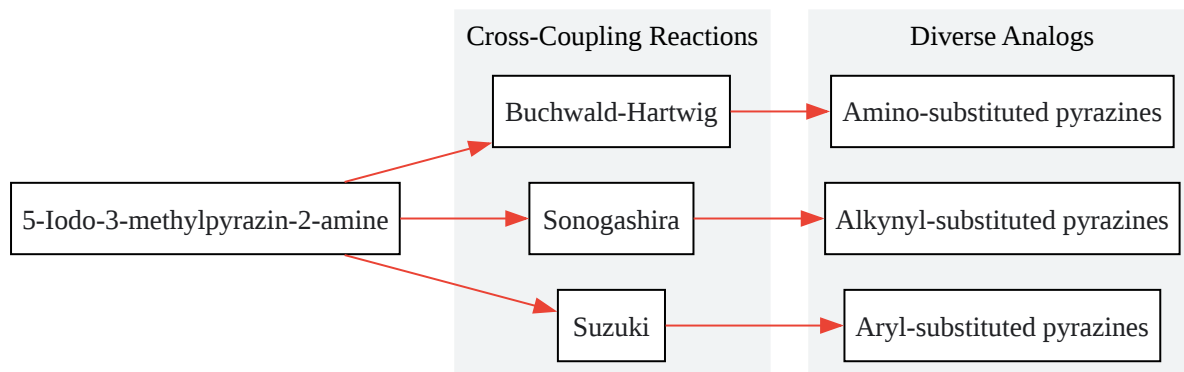 Cross-Coupling Reactions
Diverse Analogs
Buchwald-Hartwig
Amino-substituted pyrazines
5-Iodo-3-methylpyrazin-2-amine
Sonogashira
Alkynyl-substituted pyrazines
Suzuki
Aryl-substituted pyrazines